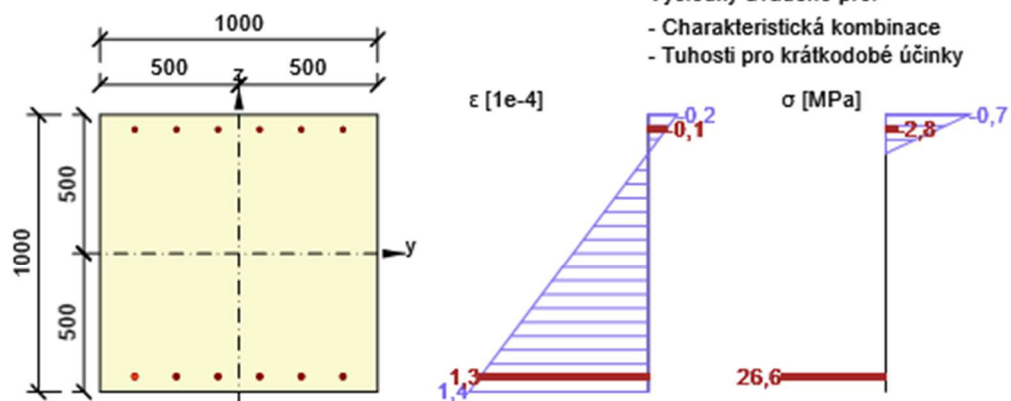 - Charakteristická kombinace
- Tuhosti pro krátkodobé účinky
1000
500 500
z
y
500
500
1000
ε [1e-4]
-0,2
-0,1
1,3
1,4
σ [MPa]
-0,7
-2,8
26,6